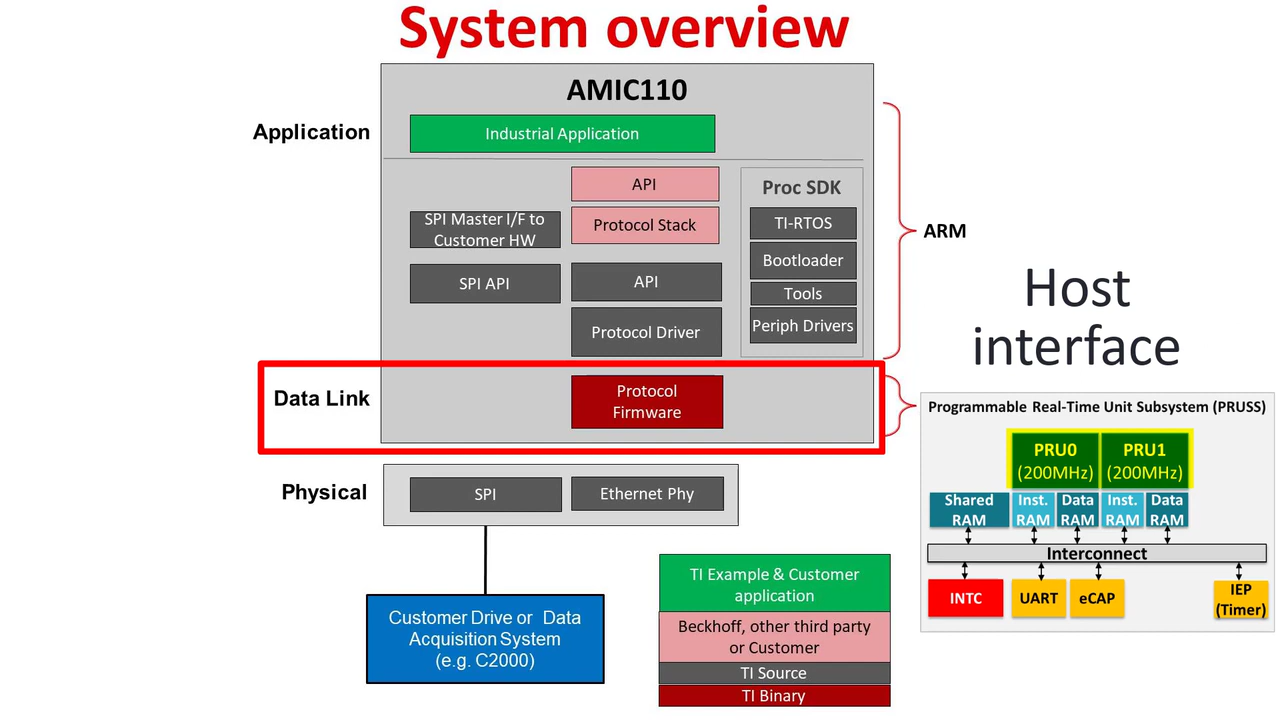 System overview
AMIC110
Application
Industrial Application
API
Protocol Stack
SPI Master I/F to
Customer HW
SPI API
API
Protocol Driver
Proc SDK
TI-RTOS
Bootloader
Tools
Periph Drivers
ARM
Host
interface
Data Link
Protocol
Firmware
Programmable Real-Time Unit Subsystem (PRUSS)
PRU0
(200MHz)
PRU1
(200MHz)
Shared
RAM
Inst.
RAM
Data
RAM
Inst.
RAM
Data
RAM
Interconnect
INTC
UART
eCAP
IEP
(Timer)
Physical
SPI
Ethernet Phy
Customer Drive or Data
Acquisition System
(e.g. C2000)
TI Example & Customer
application
Beckhoff, other third party
or Customer
TI Source
TI Binary